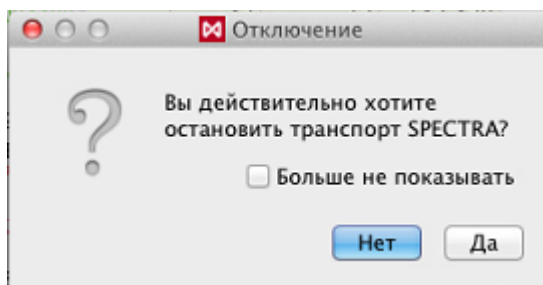 Отключение
Вы действительно хотите
остановить транспорт SPECTRA?
Больше не показывать
Нет Да